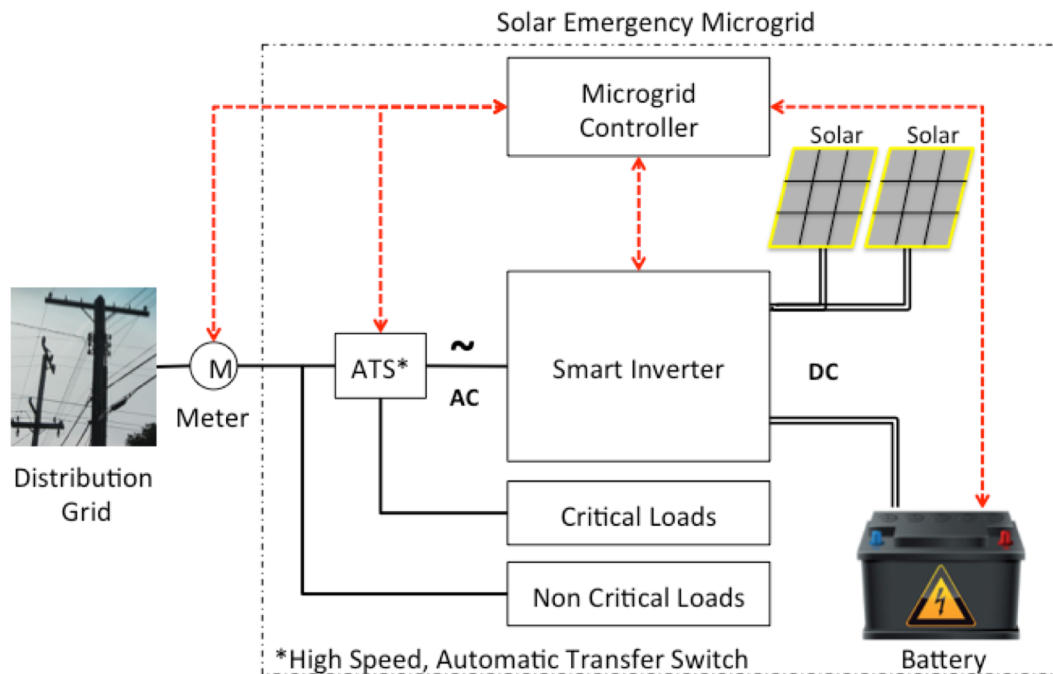 Solar Emergency Microgrid
Microgrid
Controller
Solar
Solar
M
Meter
ATS*
~
AC
Smart Inverter
DC
Distribution
Grid
Critical Loads
Non Critical Loads
*High Speed, Automatic Transfer Switch
Battery